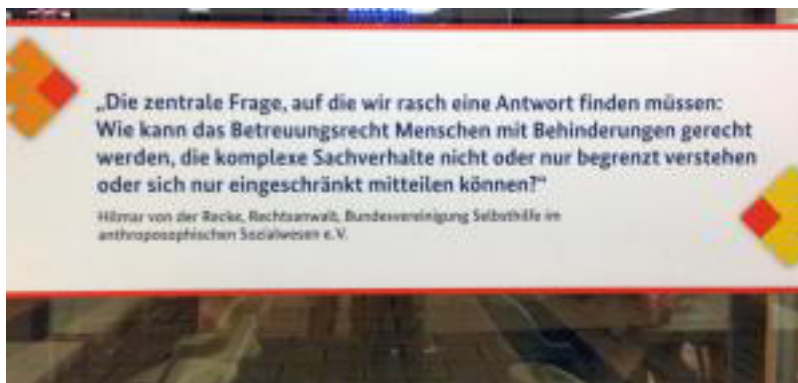 „Die zentrale Frage, auf die wir rasch eine Antwort finden müssen:
Wie kann das Betreuungsrecht Menschen mit Behinderungen gerecht
werden, die komplexe Sachverhalte nicht oder nur begrenzt verstehen
oder sich nur eingeschränkt mitteilen können?“
Hilmar von der Recke, Rechtsanwalt, Bundesvereinigung Selbsthilfe im
anthroposophischen Sozialwesen e.V.